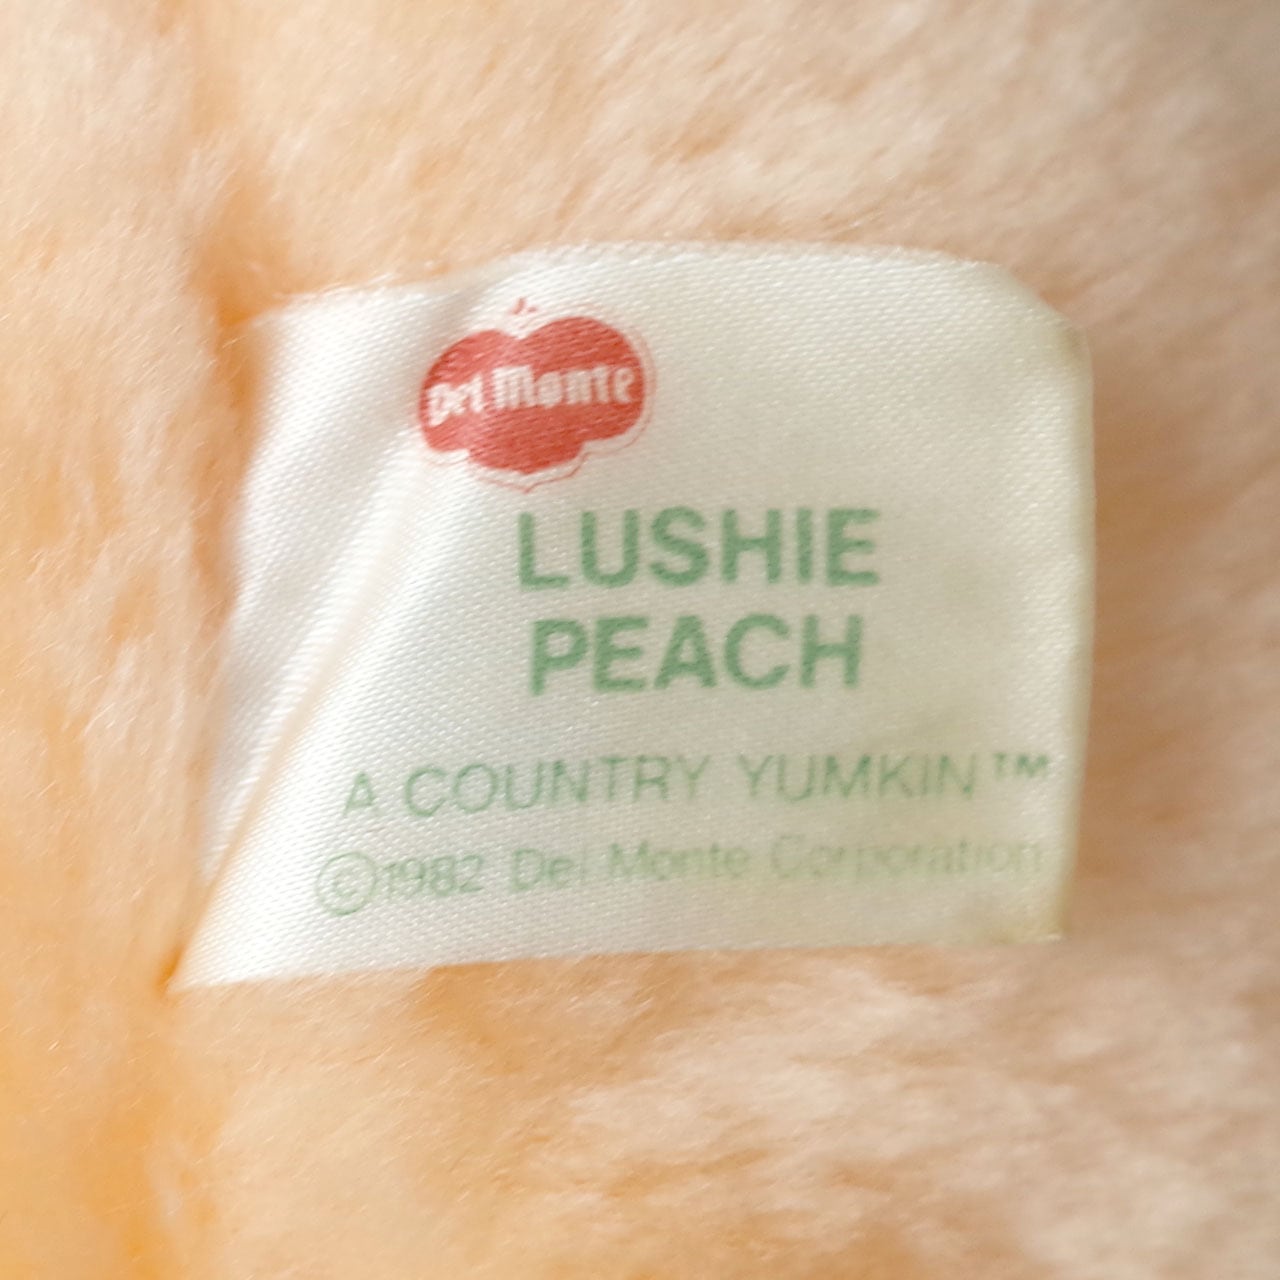 Del Monte
LUSHIE
PEACH
A COUNTRY YUMKIN™
©1982 Del Monte Corporation